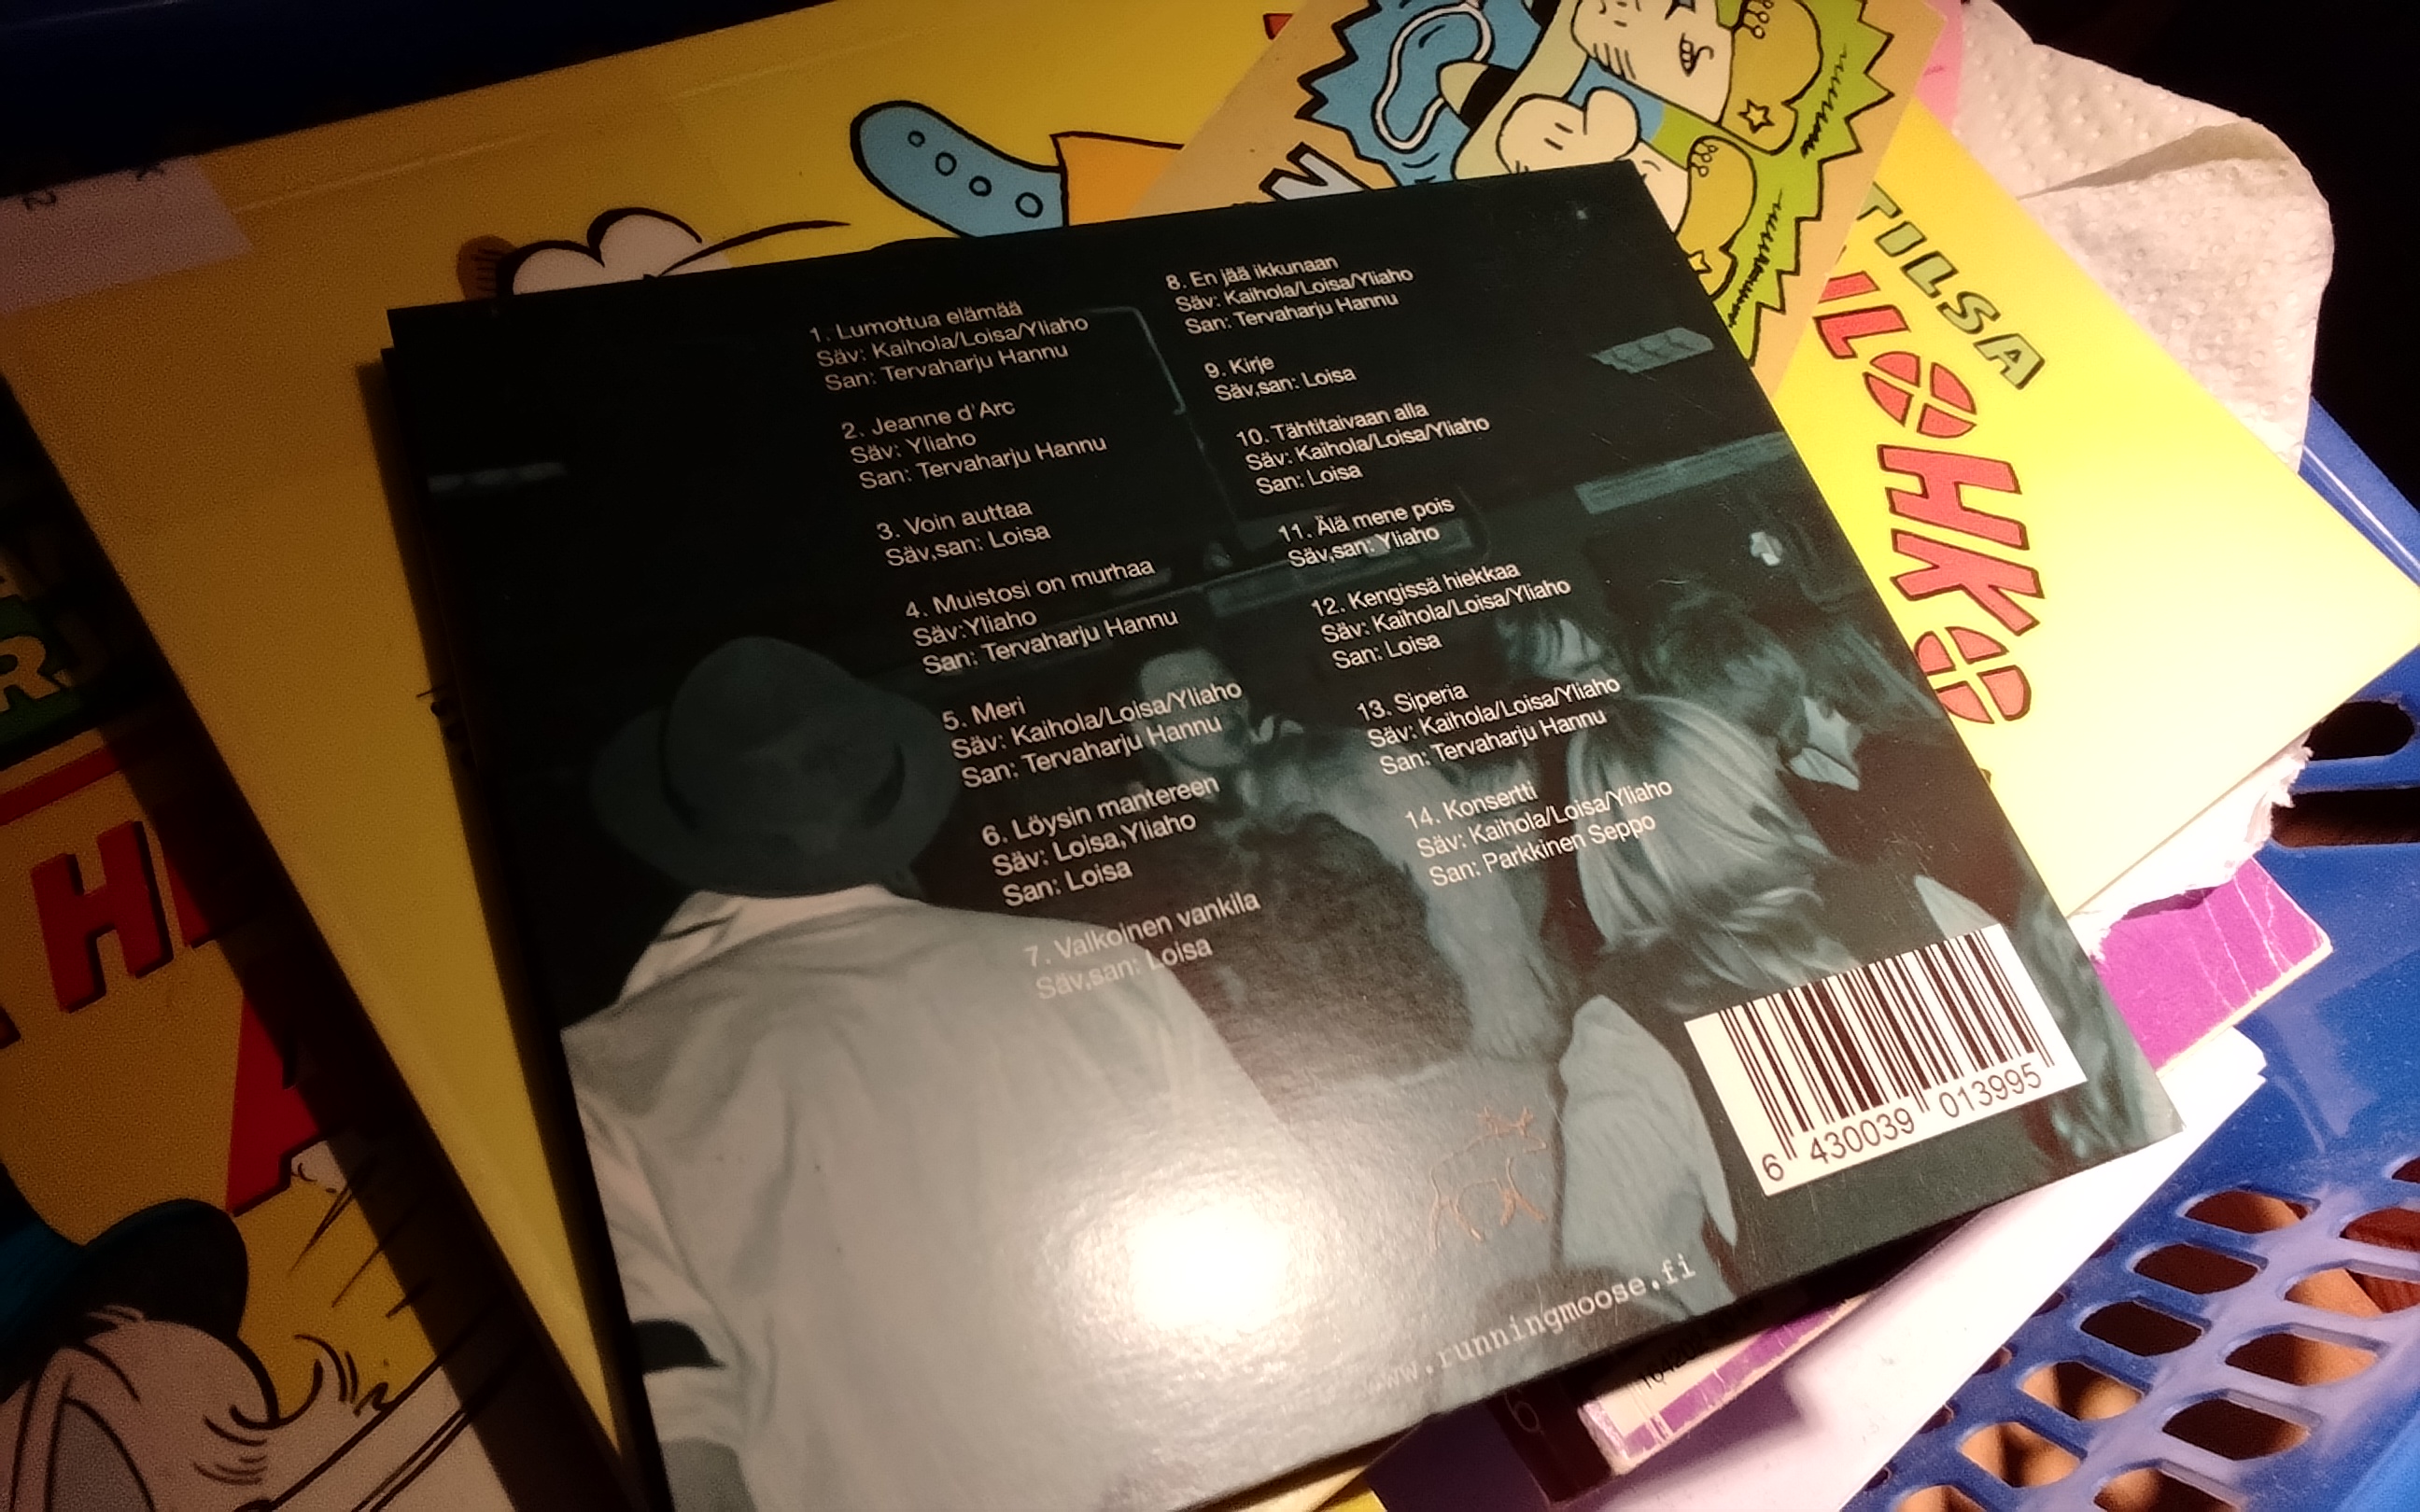 1. Lumottua elämää
Säv: Kaihola/Loisa/Yliaho
San: Tervaharju Hannu
2. Jeanne d'Arc
Säv: Yliaho
San: Tervaharju Hannu
3. Voin auttaa
Säv,san: Loisa
4. Muistosi on murhaa
Säv:Yliaho
San: Tervaharju Hannu
5. Meri
Säv: Kaihola/Loisa/Yliaho
San: Tervaharju Hannu
6. Löysin mantereen
Säv: Loisa,Yliaho
San: Loisa
7. Valkoinen vankila
Säv,san: Loisa
8. En jää ikkunaan
Säv: Kaihola/Loisa/Yliaho
San: Tervaharju Hannu
9. Kirje
Säv,san: Loisa
10. Tähtitaivaan alla
Säv: Kaihola/Loisa/Yliaho
San: Loisa
11. Älä mene pois
Säv,san: Yliaho
12. Kengissä hiekkaa
Säv: Kaihola/Loisa/Yliaho
San: Loisa
13. Siperia
Säv: Kaihola/Loisa/Yliaho
San: Tervaharju Hannu
14. Konsertti
Säv: Kaihola/Loisa/Yliaho
San: Parkkinen Seppo
6 430039 013995
www.runningmoose.fi
TILSA